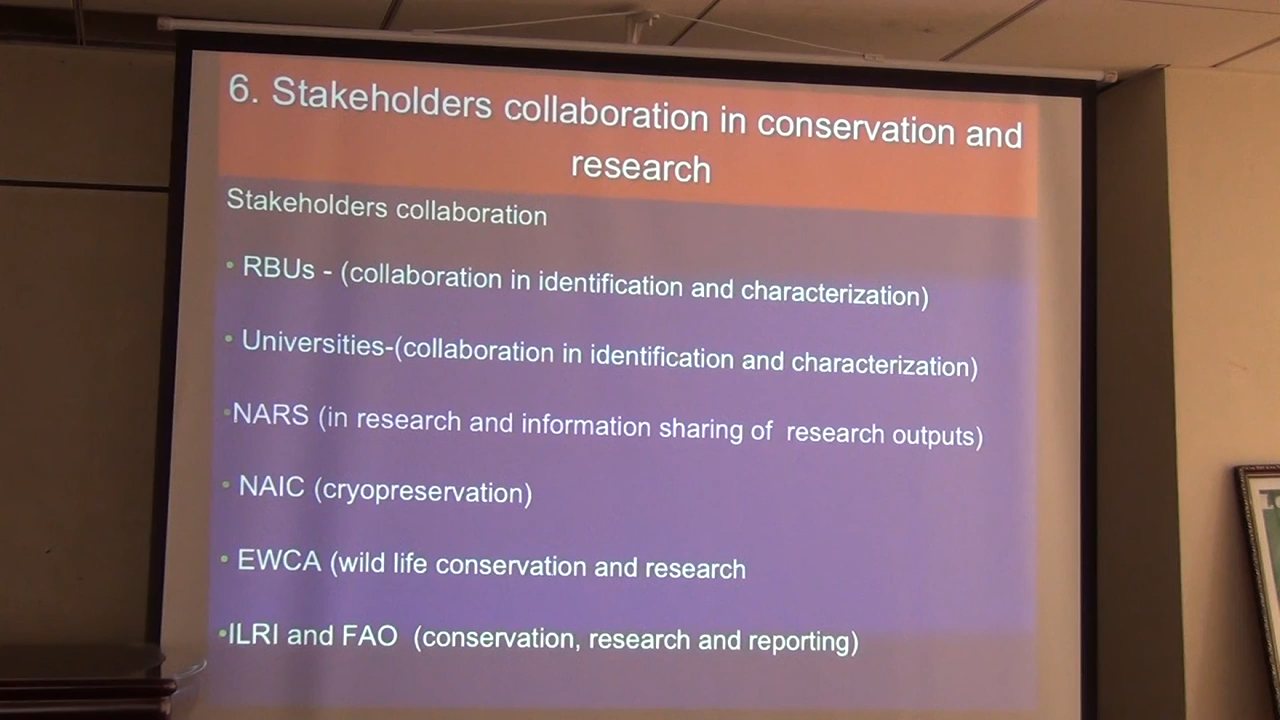 6. Stakeholders collaboration in conservation and
research
Stakeholders collaboration
• RBUs - (collaboration in identification and characterization)
• Universities-(collaboration in identification and characterization)
•NARS (in research and information sharing of research outputs)
• NAIC (cryopreservation)
• EWCA (wild life conservation and research
•ILRI and FAO (conservation, research and reporting)